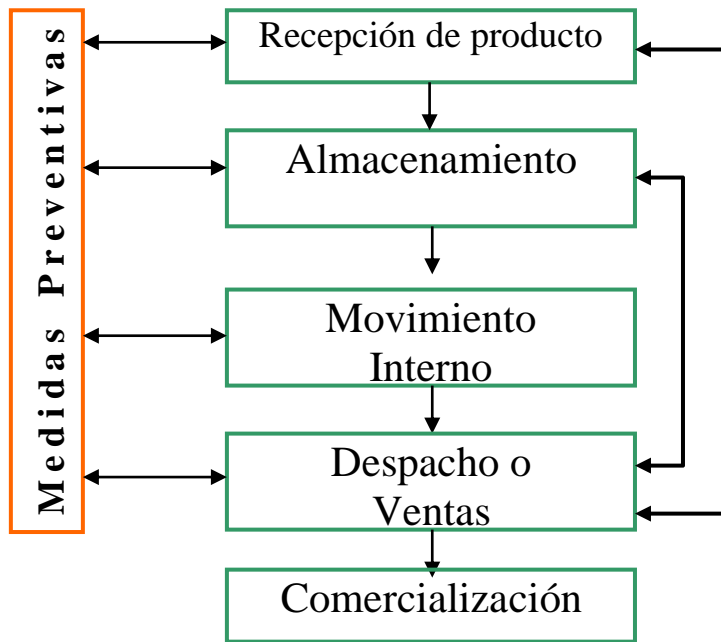 Medidas Preventivas
Recepción de producto
Almacenamiento
Movimiento
Interno
Despacho o
Ventas
Comercialización